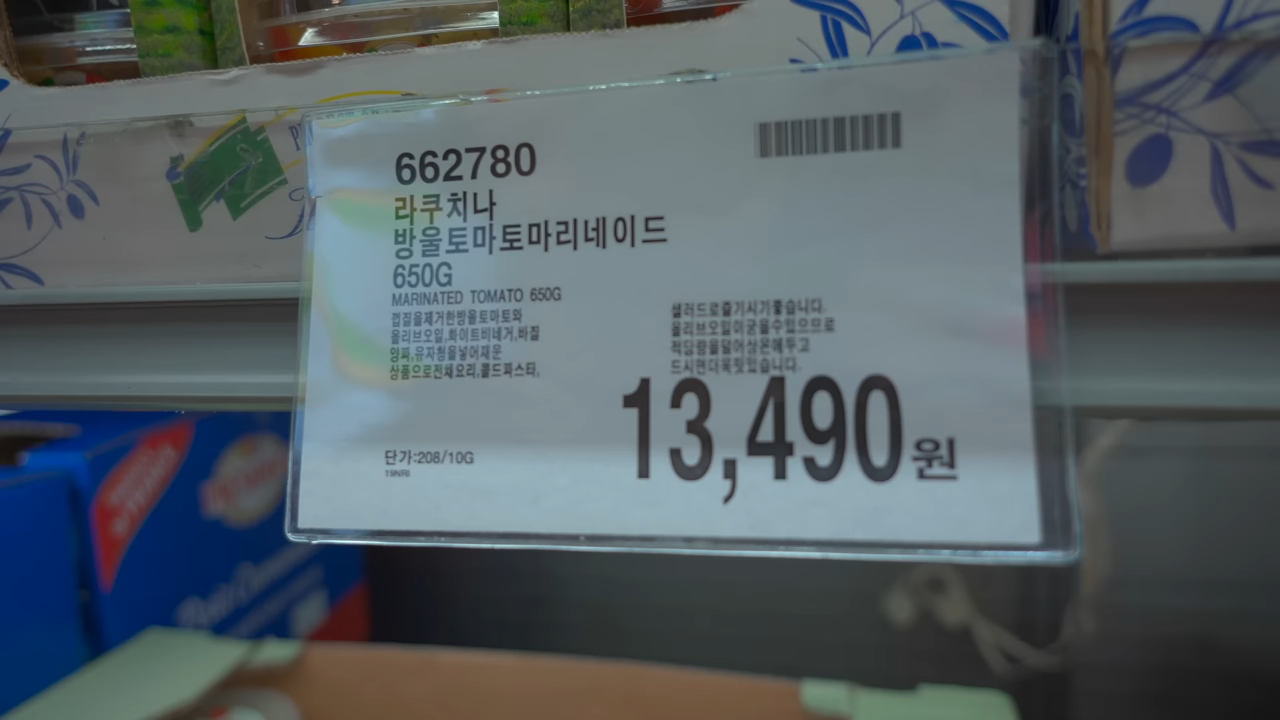 662780
라쿠치나
방울토마토마리네이드
650G
MARINATED TOMATO 650G
껍질을제거한방울토마토와
올리브오일,화이트비네거,바질
양파,유자청을넣어재운
상품으로전채요리,콜드파스타,
샐러드로즐기시기좋습니다.
올리브오일이굳을수있으므로
적당량을덜어상온에두고
드시면더욱맛있습니다.
13,490원
단가:208/10G